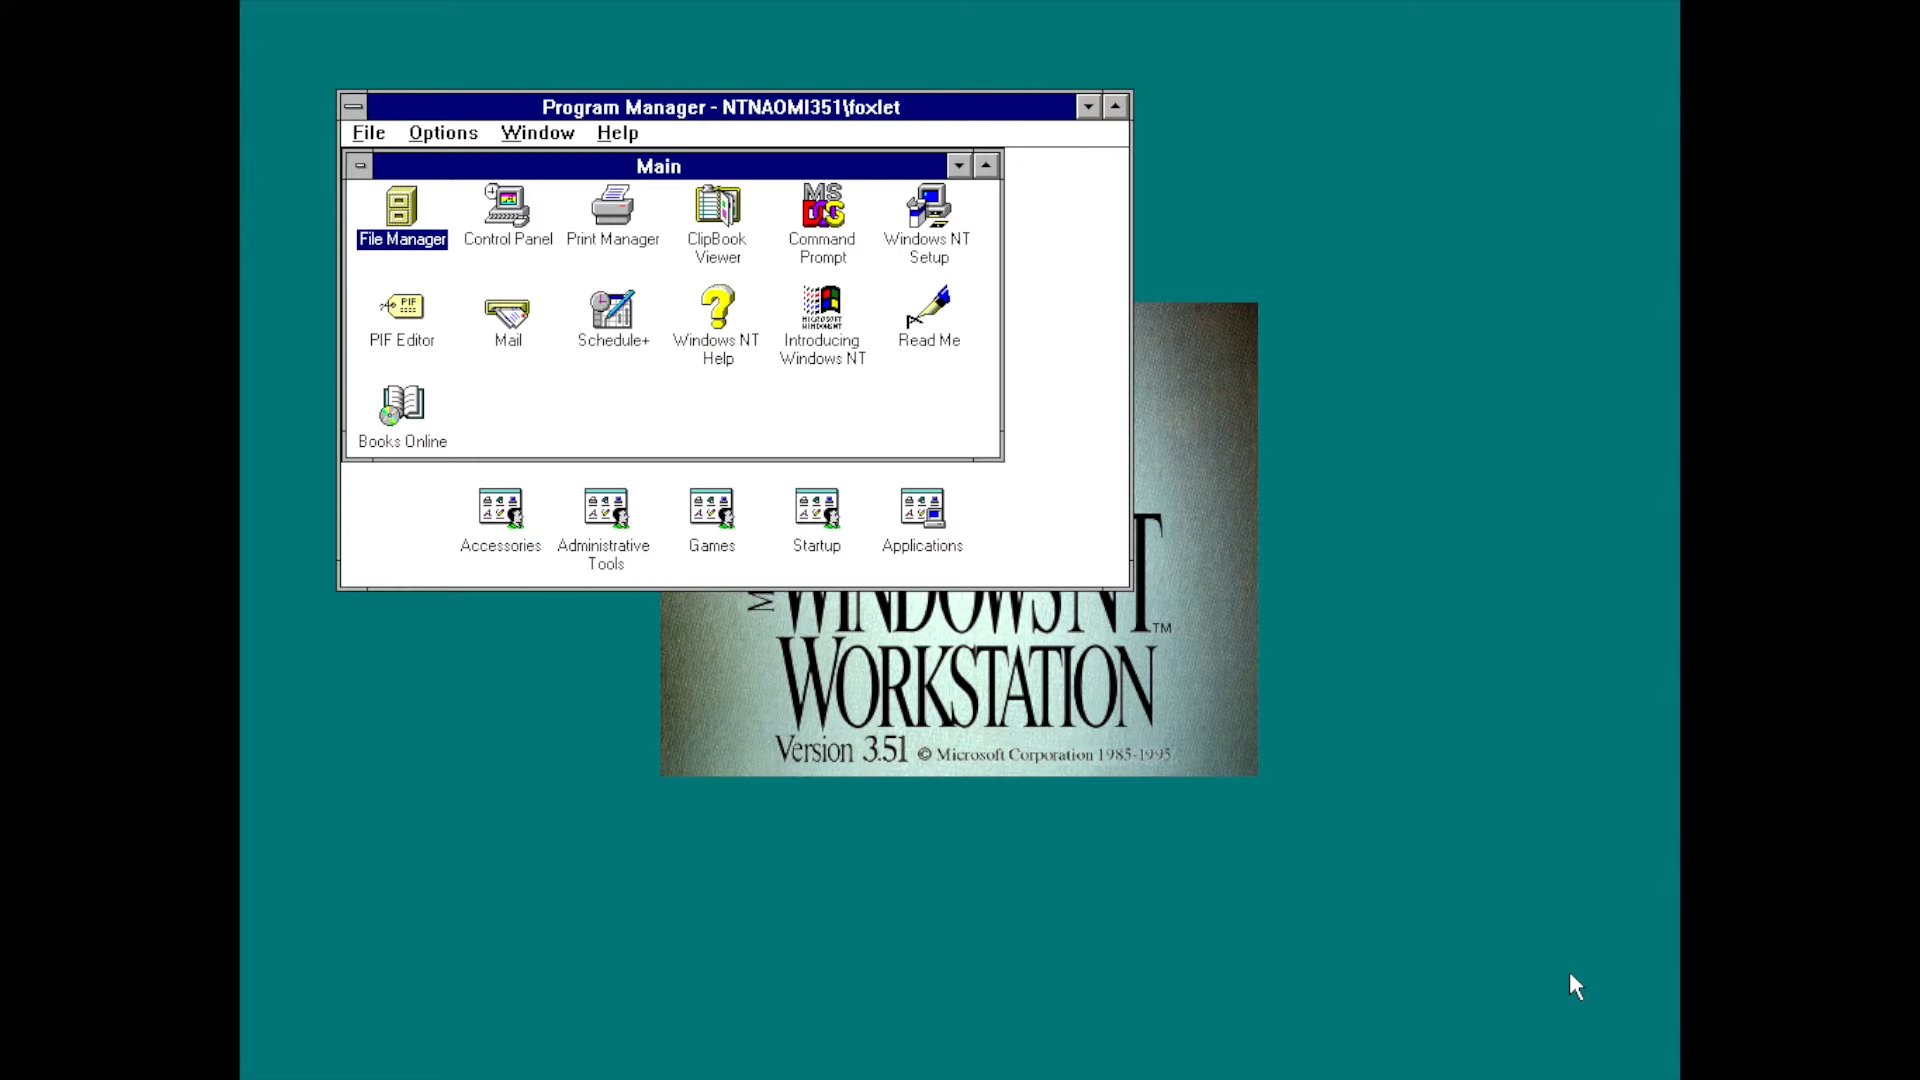 Program Manager - NTNAOMI351\foxlet
File Options Window Help
Main
File Manager
Control Panel
Print Manager
ClipBook
Viewer
Command
Prompt
Windows NT
Setup
PIF Editor
Mail
Schedule+
Windows NT
Help
Introducing
Windows NT
Read Me
Books Online
Accessories
Administrative
Tools
Games
Startup
Applications
WINDOWS NT™
WORKSTATION
Version 3.51 © Microsoft Corporation 1985-1995